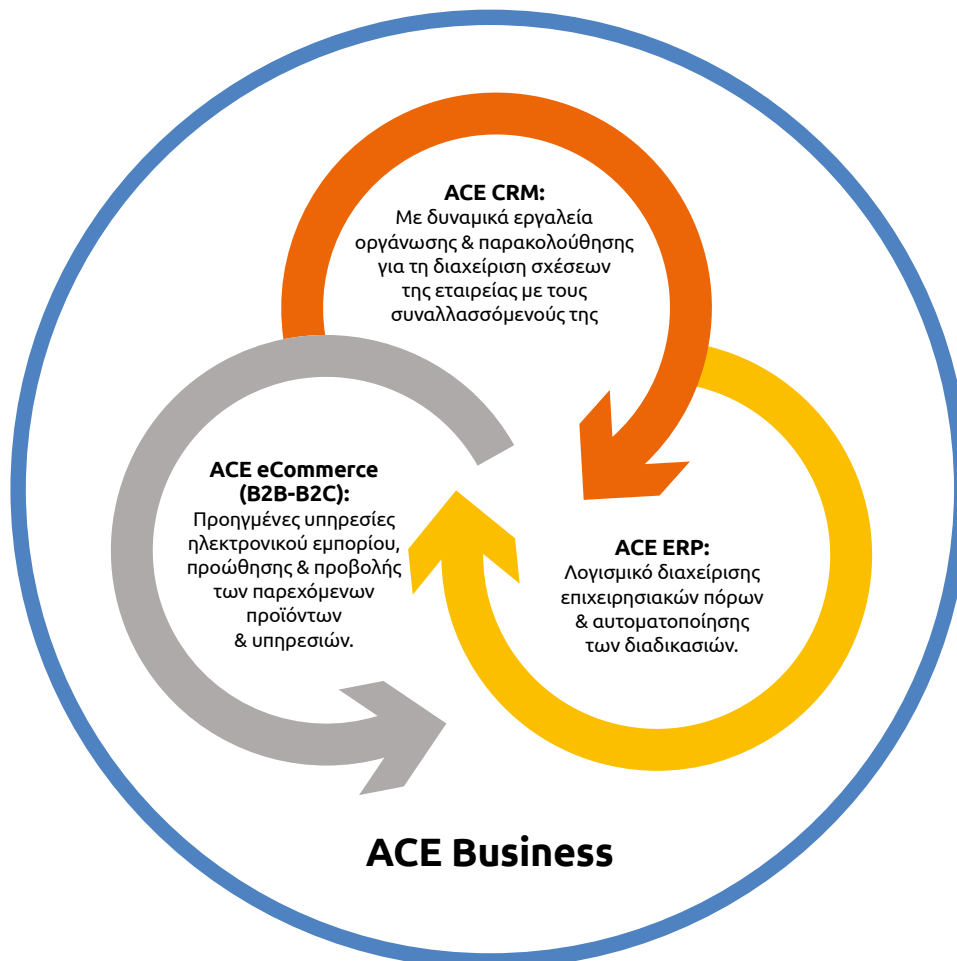 ACE CRM:
Με δυναμικά εργαλεία
οργάνωσης & παρακολούθησης
για τη διαχείριση σχέσεων
της εταιρείας με τους
συναλλασσόμενούς της
ACE eCommerce
(B2B-B2C):
Προηγμένες υπηρεσίες
ηλεκτρονικού εμπορίου,
προώθησης & προβολής
των παρεχόμενων
προϊόντων
& υπηρεσιών.
ACE ERP:
Λογισμικό διαχείρισης
επιχειρησιακών πόρων
& αυτοματοποίησης
των διαδικασιών.
ACE Business